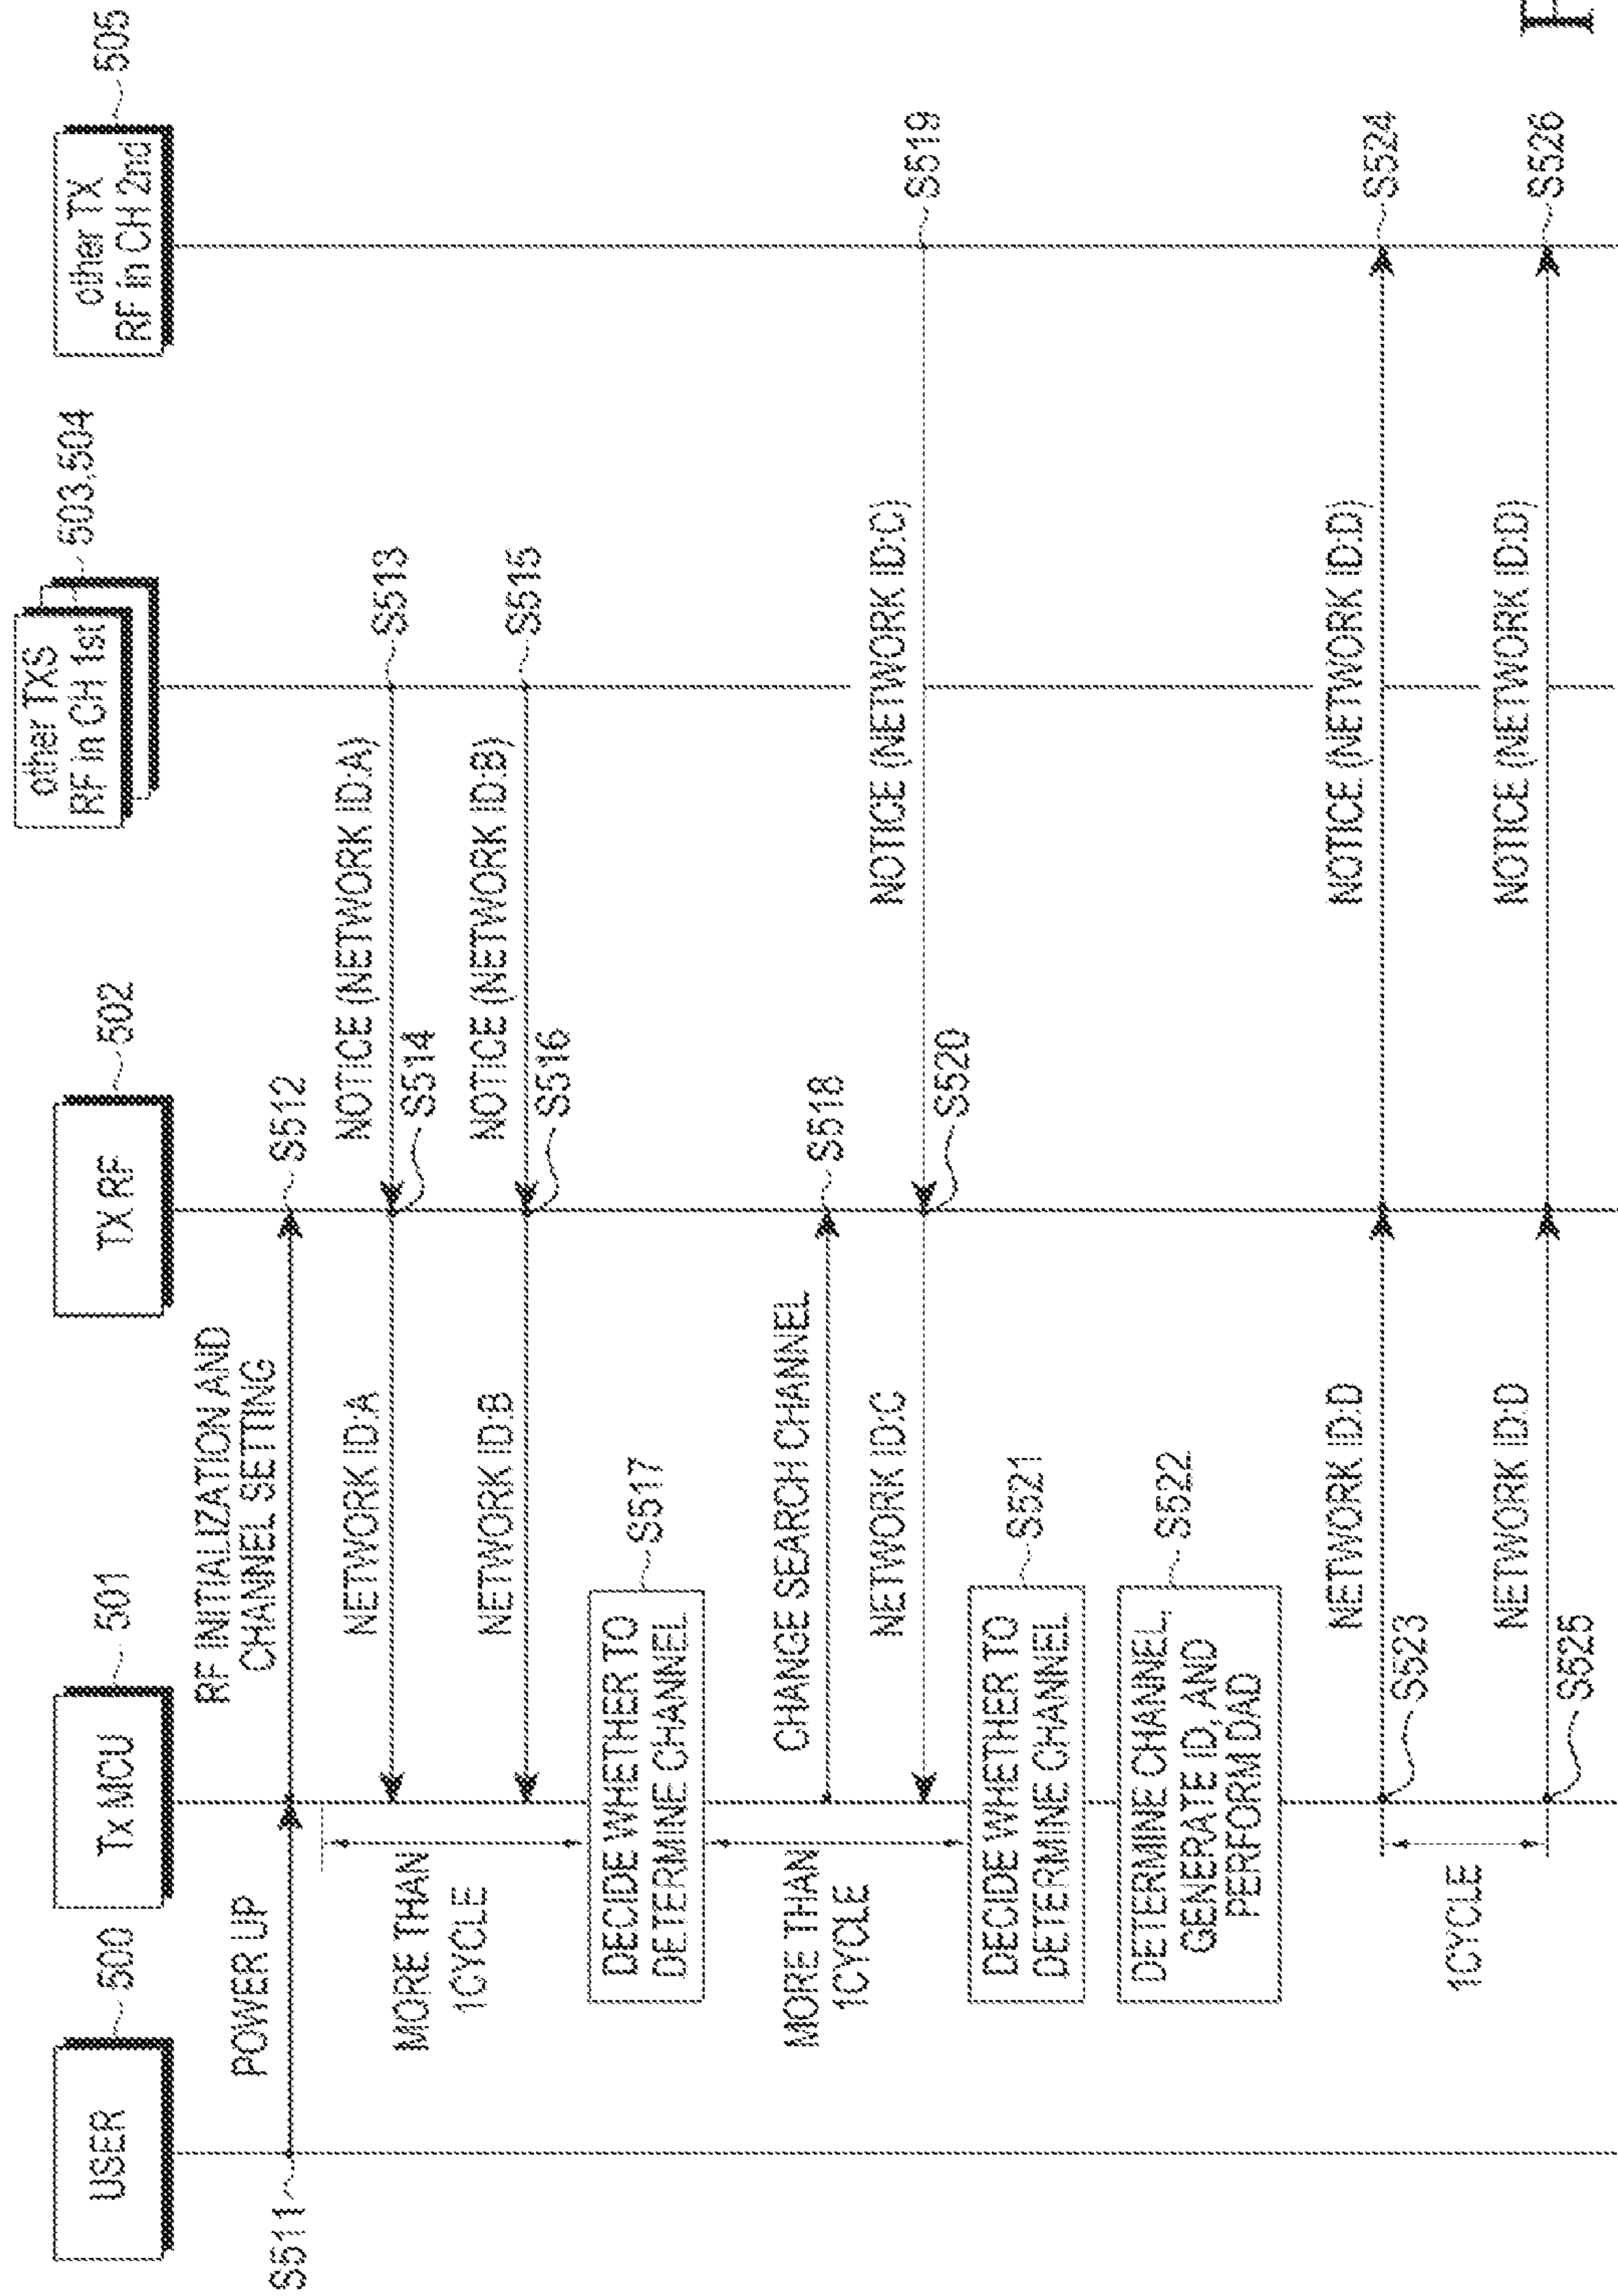 USER
500
Tx MCU
501
TX RF
502
other TXS
RF in CH 1st
503,504
other TX
RF in CH 2nd
505
S511
POWER UP
RF INITIALIZATION AND
CHANNEL SETTING
S512
MORE THAN
1CYCLE
NETWORK ID:A
NOTICE (NETWORK ID:A)
S513
S514
NETWORK ID:B
NOTICE (NETWORK ID:B)
S515
S516
DECIDE WHETHER TO
DETERMINE CHANNEL
S517
MORE THAN
1CYCLE
CHANGE SEARCH CHANNEL
S518
NETWORK ID:C
NOTICE (NETWORK ID:C)
S519
S520
DECIDE WHETHER TO
DETERMINE CHANNEL
S521
DETERMINE CHANNEL,
GENERATE ID, AND
PERFORM DAD
S522
NETWORK ID:D
NOTICE (NETWORK ID:D)
S524
S523
1CYCLE
NETWORK ID:D
NOTICE (NETWORK ID:D)
S526
S525